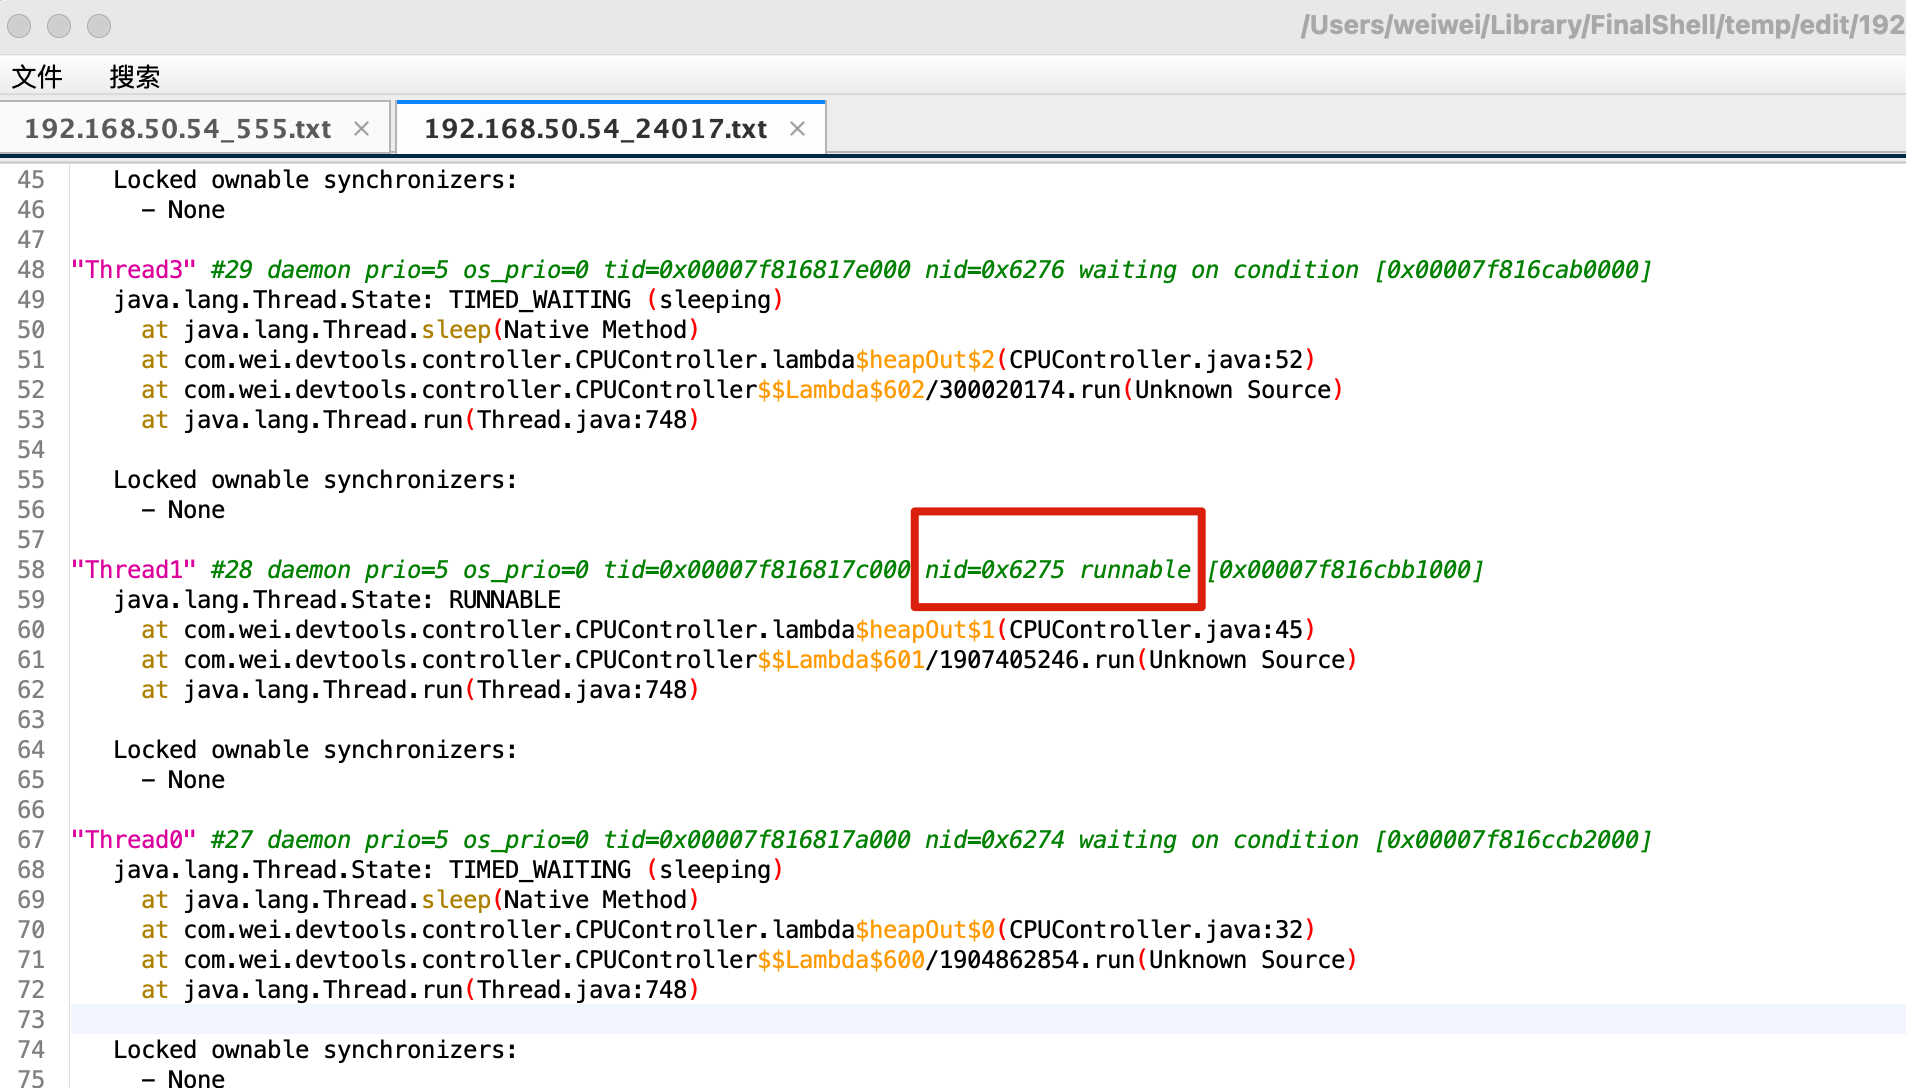 /Users/weiwei/Library/FinalShell/temp/edit/192
文件 搜索
192.168.50.54_555.txt × 192.168.50.54_24017.txt ×
45 Locked ownable synchronizers:
46 – None
47
48 "Thread3" #29 daemon prio=5 os_prio=0 tid=0x00007f816817e000 nid=0x6276 waiting on condition [0x00007f816cab0000]
49 java.lang.Thread.State: TIMED_WAITING (sleeping)
50 at java.lang.Thread.sleep(Native Method)
51 at com.wei.devtools.controller.CPUController.lambda$heapOut$2(CPUController.java:52)
52 at com.wei.devtools.controller.CPUController$$Lambda$602/300020174.run(Unknown Source)
53 at java.lang.Thread.run(Thread.java:748)
54
55 Locked ownable synchronizers:
56 – None
57
58 "Thread1" #28 daemon prio=5 os_prio=0 tid=0x00007f816817c000 nid=0x6275 runnable [0x00007f816cbb1000]
59 java.lang.Thread.State: RUNNABLE
60 at com.wei.devtools.controller.CPUController.lambda$heapOut$1(CPUController.java:45)
61 at com.wei.devtools.controller.CPUController$$Lambda$601/1907405246.run(Unknown Source)
62 at java.lang.Thread.run(Thread.java:748)
63
64 Locked ownable synchronizers:
65 – None
66
67 "Thread0" #27 daemon prio=5 os_prio=0 tid=0x00007f816817a000 nid=0x6274 waiting on condition [0x00007f816ccb2000]
68 java.lang.Thread.State: TIMED_WAITING (sleeping)
69 at java.lang.Thread.sleep(Native Method)
70 at com.wei.devtools.controller.CPUController.lambda$heapOut$0(CPUController.java:32)
71 at com.wei.devtools.controller.CPUController$$Lambda$600/1904862854.run(Unknown Source)
72 at java.lang.Thread.run(Thread.java:748)
73
74 Locked ownable synchronizers:
75 – None